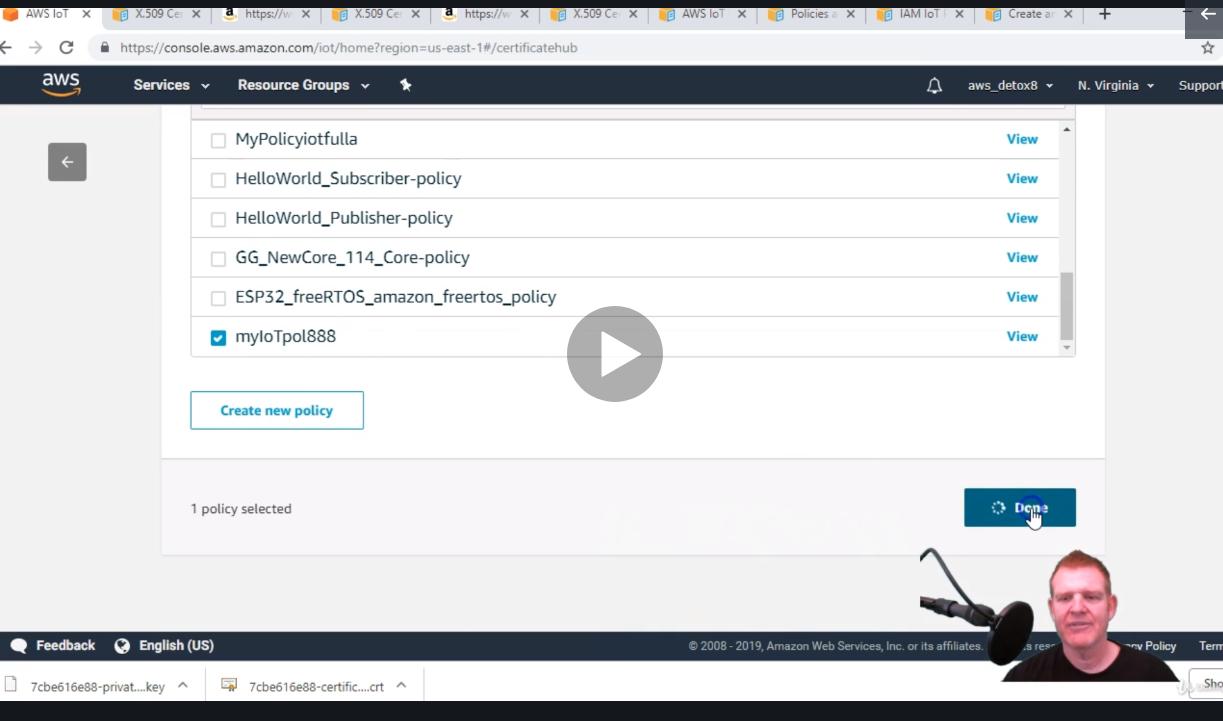 AWS IoT
X.509 Cer
https://w
X.509 Cer
https://w
X.509 Cer
AWS IoT
Policies a
IAM IoT
Create an
https://console.aws.amazon.com/iot/home?region=us-east-1#/certificatehub
aws Services Resource Groups aws_detox8 N. Virginia Support
MyPolicyiotfulla View
HelloWorld_Subscriber-policy View
HelloWorld_Publisher-policy View
GG_NewCore_114_Core-policy View
ESP32_freeRTOS_amazon_freertos_policy View
myIoTpol888 View
Create new policy
1 policy selected Done
Feedback English (US) © 2008 - 2019, Amazon Web Services, Inc. or its affiliates. Policy Term
7cbe616e88-privat....key 7cbe616e88-certific....crt Sho